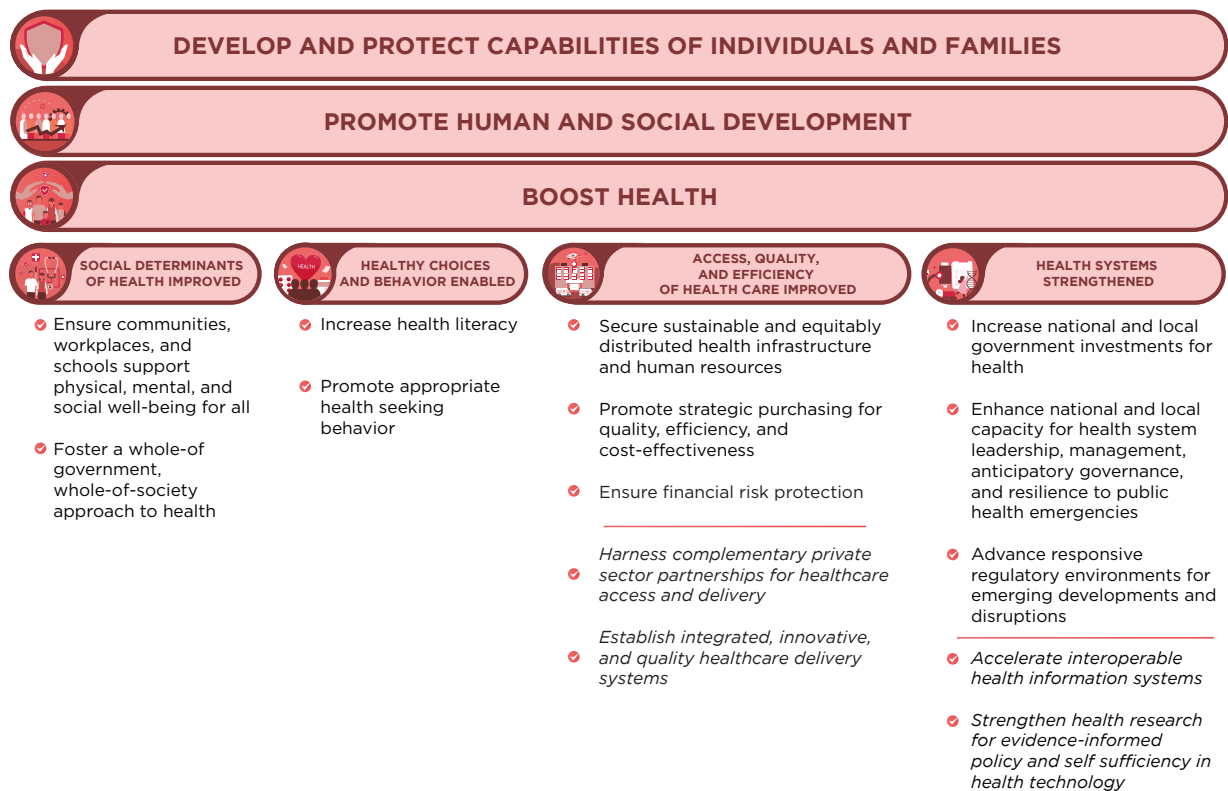 DEVELOP AND PROTECT CAPABILITIES OF INDIVIDUALS AND FAMILIES
PROMOTE HUMAN AND SOCIAL DEVELOPMENT
BOOST HEALTH
SOCIAL DETERMINANTS
OF HEALTH IMPROVED
Ensure communities,
workplaces, and
schools support
physical, mental, and
social well-being for all
Foster a whole-of
government,
whole-of-society
approach to health
HEALTH
HEALTHY CHOICES
AND BEHAVIOR ENABLED
Increase health literacy
Promote appropriate
health seeking
behavior
ACCESS, QUALITY,
AND EFFICIENCY
OF HEALTH CARE IMPROVED
Secure sustainable and equitably
distributed health infrastructure
and human resources
Promote strategic purchasing for
quality, efficiency, and
cost-effectiveness
Ensure financial risk protection
Harness complementary private
sector partnerships for healthcare
access and delivery
Establish integrated, innovative,
and quality healthcare delivery
systems
HEALTH SYSTEMS
STRENGTHENED
Increase national and local
government investments for
health
Enhance national and local
capacity for health system
leadership, management,
anticipatory governance,
and resilience to public
health emergencies
Advance responsive
regulatory environments for
emerging developments and
disruptions
Accelerate interoperable
health information systems
Strengthen health research
for evidence-informed
policy and self sufficiency in
health technology